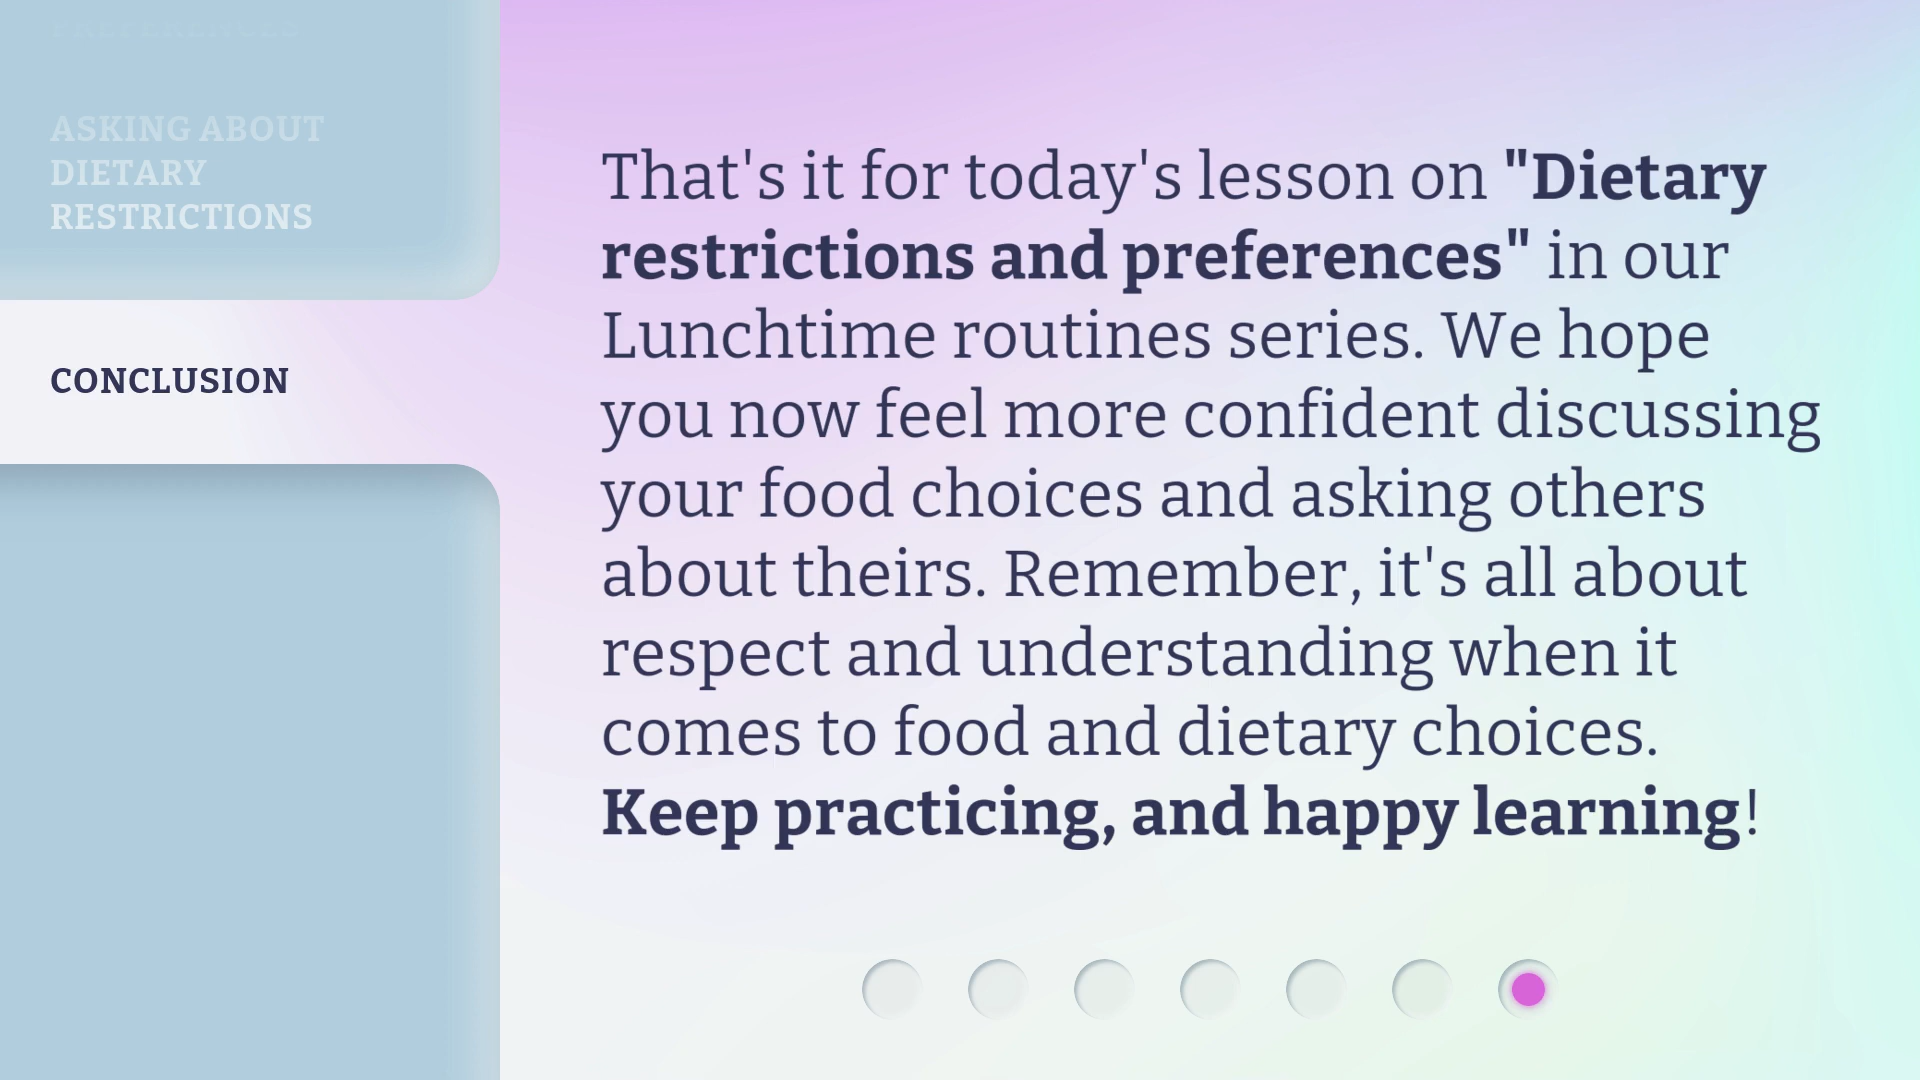 PREFERENCES
ASKING ABOUT
DIETARY
RESTRICTIONS
CONCLUSION
That's it for today's lesson on "Dietary
restrictions and preferences" in our
Lunchtime routines series. We hope
you now feel more confident discussing
your food choices and asking others
about theirs. Remember, it's all about
respect and understanding when it
comes to food and dietary choices.
Keep practicing, and happy learning!